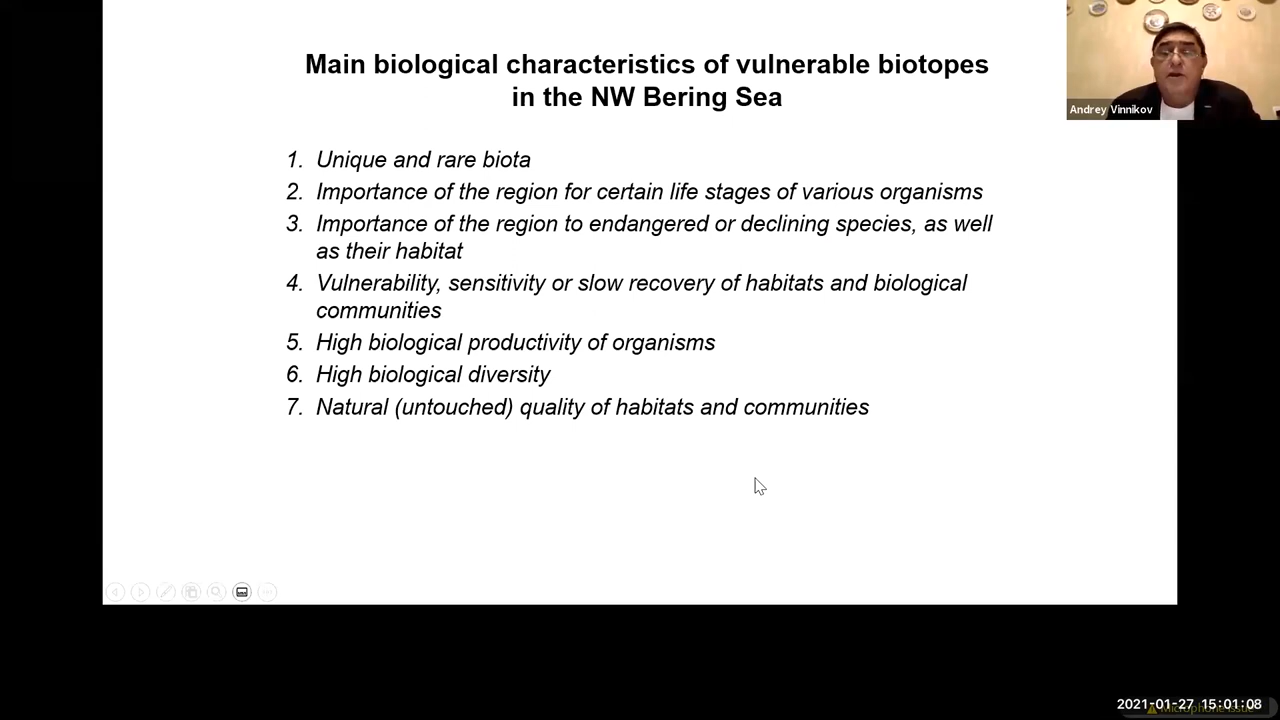 Main biological characteristics of vulnerable biotopes
in the NW Bering Sea
1. Unique and rare biota
2. Importance of the region for certain life stages of various organisms
3. Importance of the region to endangered or declining species, as well
as their habitat
4. Vulnerability, sensitivity or slow recovery of habitats and biological
communities
5. High biological productivity of organisms
6. High biological diversity
7. Natural (untouched) quality of habitats and communities
Andrey Vinnikov
2021-01-27 15:01:08